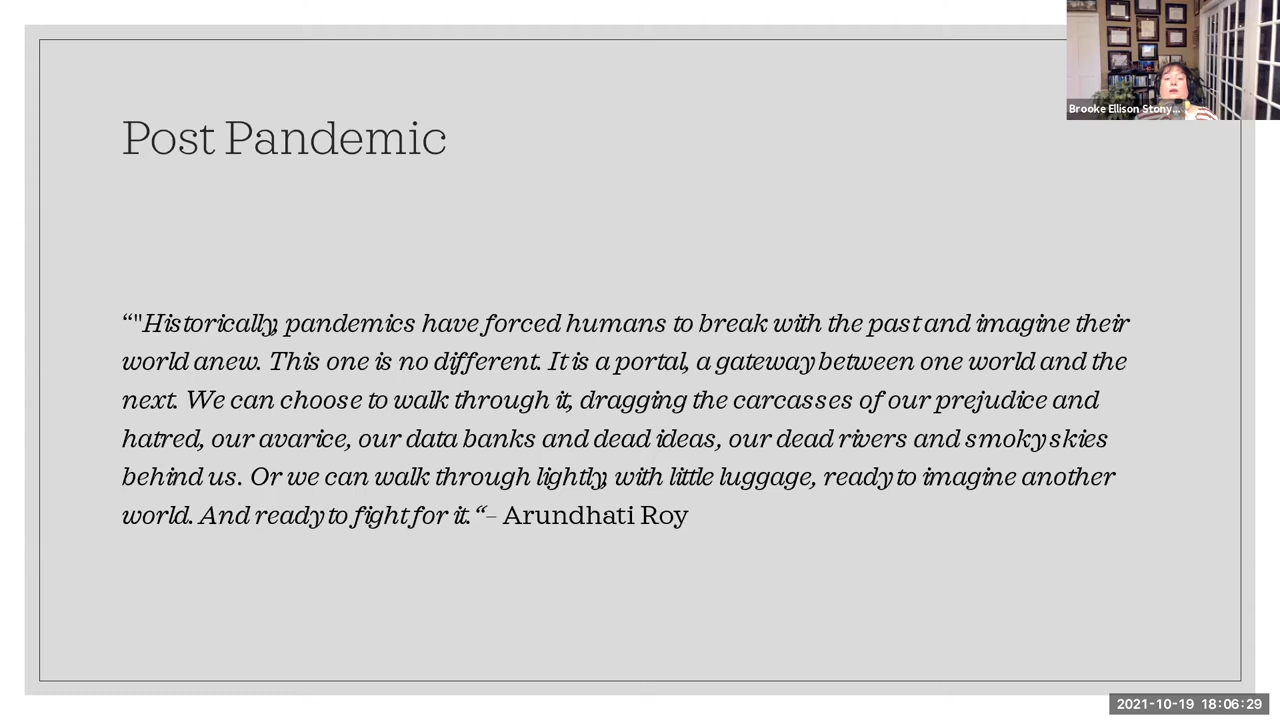 Brooke Ellison Stony...
Post Pandemic
“"Historically, pandemics have forced humans to break with the past and imagine their
world anew. This one is no different. It is a portal, a gateway between one world and the
next. We can choose to walk through it, dragging the carcasses of our prejudice and
hatred, our avarice, our data banks and dead ideas, our dead rivers and smoky skies
behind us. Or we can walk through lightly, with little luggage, ready to imagine another
world. And ready to fight for it.“– Arundhati Roy
2021-10-19 18:06:29